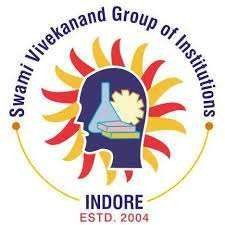 Swami Vivekanand Group of Institutions
INDORE
ESTD. 2004